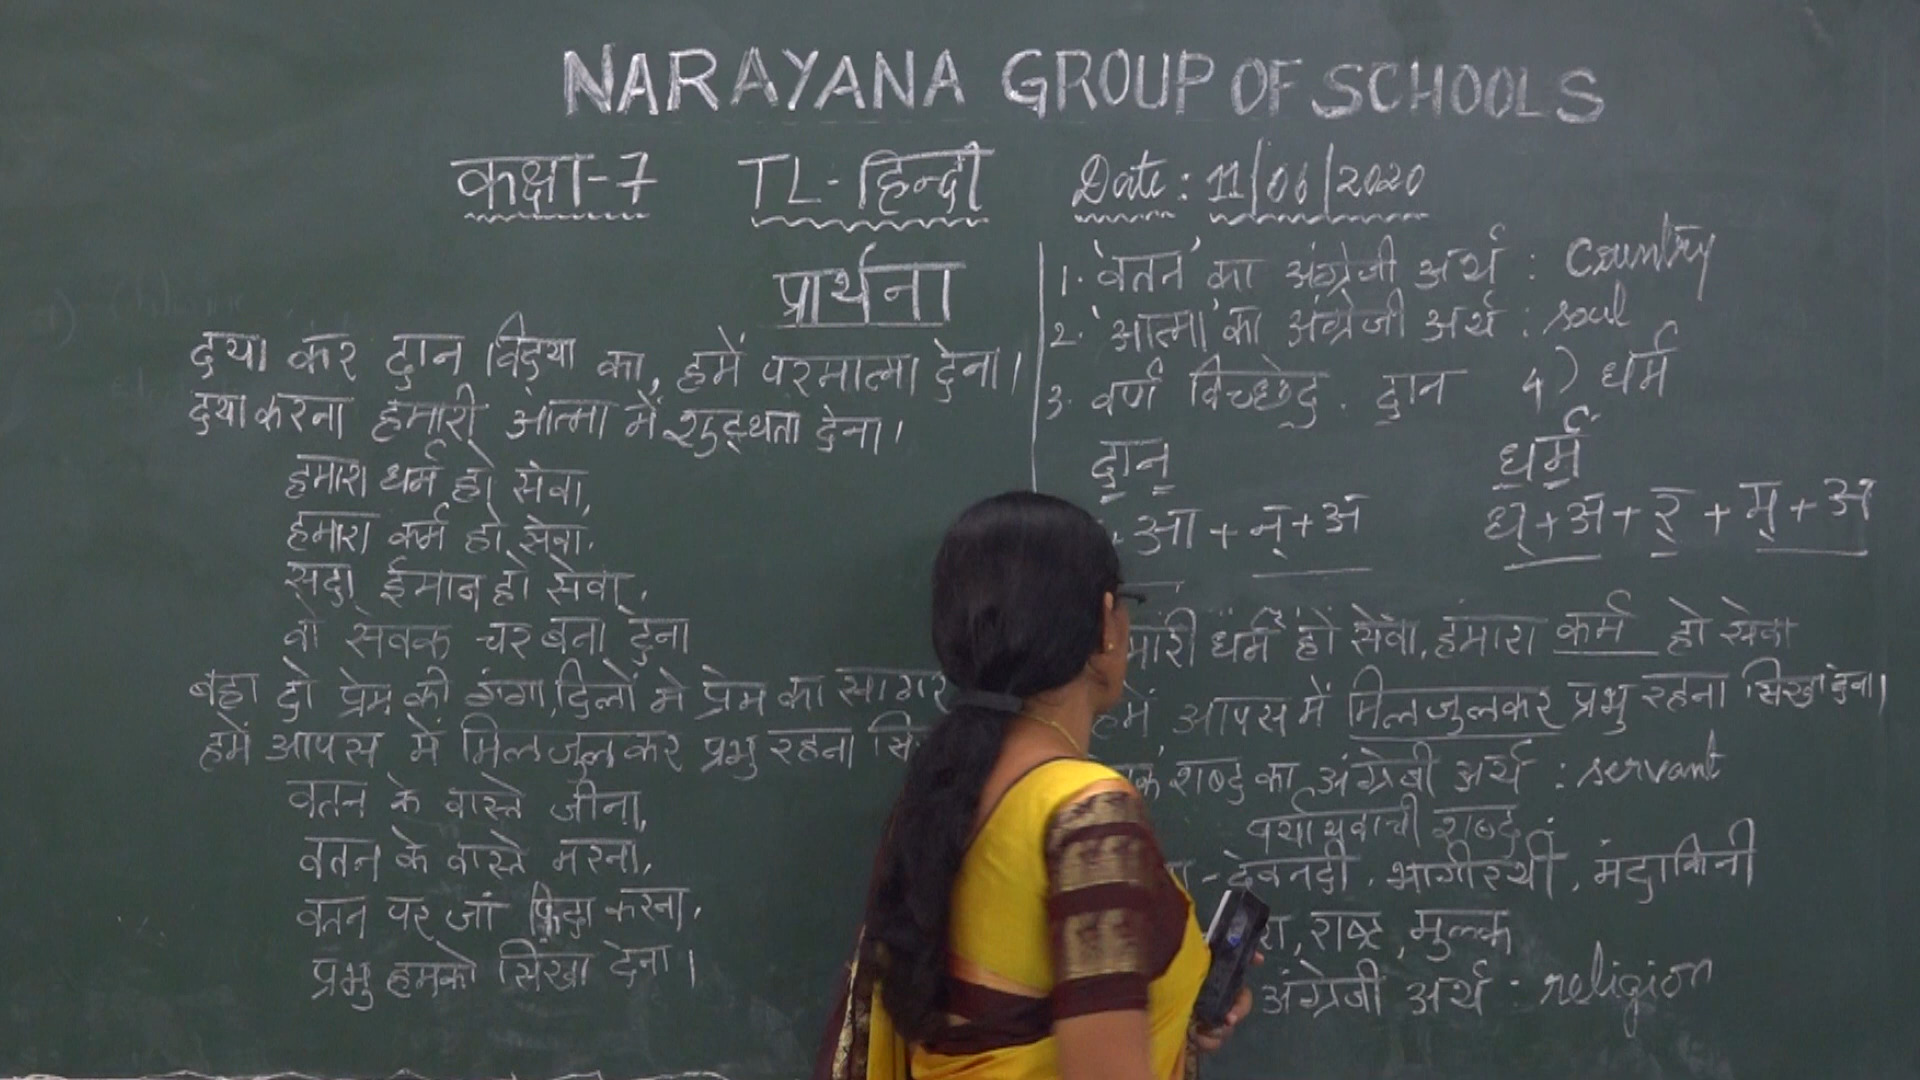 NARAYANA GROUP OF SCHOOLS
कक्षा-7 TL-हिन्दी Date: 11/06/2020
प्रार्थना
दया कर दान विद्या का, हमें परमात्मा देना।
दया करना हमारी आत्मा में शुद्धता देना।
हमारा धर्म हो सेवा,
हमारा कर्म हो सेवा,
सदा ईमान हो सेवा,
वो सेवक चर बना देना
बहा दो प्रेम की गंगा, दिलों मे प्रेम का सागर
हमें आपस में मिलजुलकर प्रभु रहना
वतन के वास्ते जीना,
वतन के वास्ते मरना,
वतन पर जां फिदा करना,
प्रभु हमको सिखा देना।
1. 'वतन' का अंग्रेजी अर्थ : Country
2. 'आत्मा' का अंग्रेजी अर्थ : soul
3. वर्ण विच्छेद. दान 4) धर्म
दान धर्म
आ + न् + अ ध् + अ + र् + म् + अ
धर्म हो सेवा, हमारा कर्म हो सेवा
हमें आपस में मिलजुलकर प्रभु रहना सिखा देना।
शब्द का अंग्रेजी अर्थ : servant
पर्यायवाची शब्द :
- देवनदी, भागीरथी, मंदाकिनी
राष्ट्र, मुल्क
अंग्रेजी अर्थ : religion